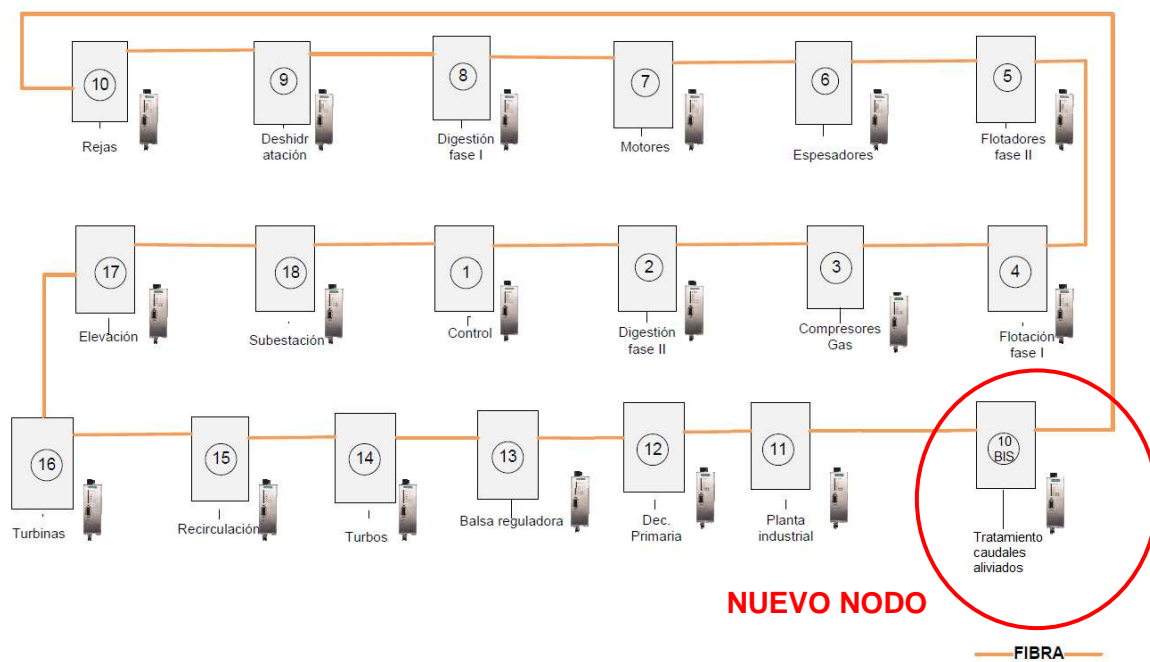 10
9
8
7
6
5
Rejas
Deshidr
atación
Digestión
fase I
Motores
Espesadores
Flotadores
fase II
17
18
1
2
3
4
Elevación
Subestación
Control
Digestión
fase II
Compresores
Gas
Flotación
fase I
16
15
14
13
12
11
10
BIS
Turbinas
Recirculación
Turbos
Balsa reguladora
Dec.
Primaria
Planta
industrial
Tratamiento
caudales
aliviados
NUEVO NODO
FIBRA